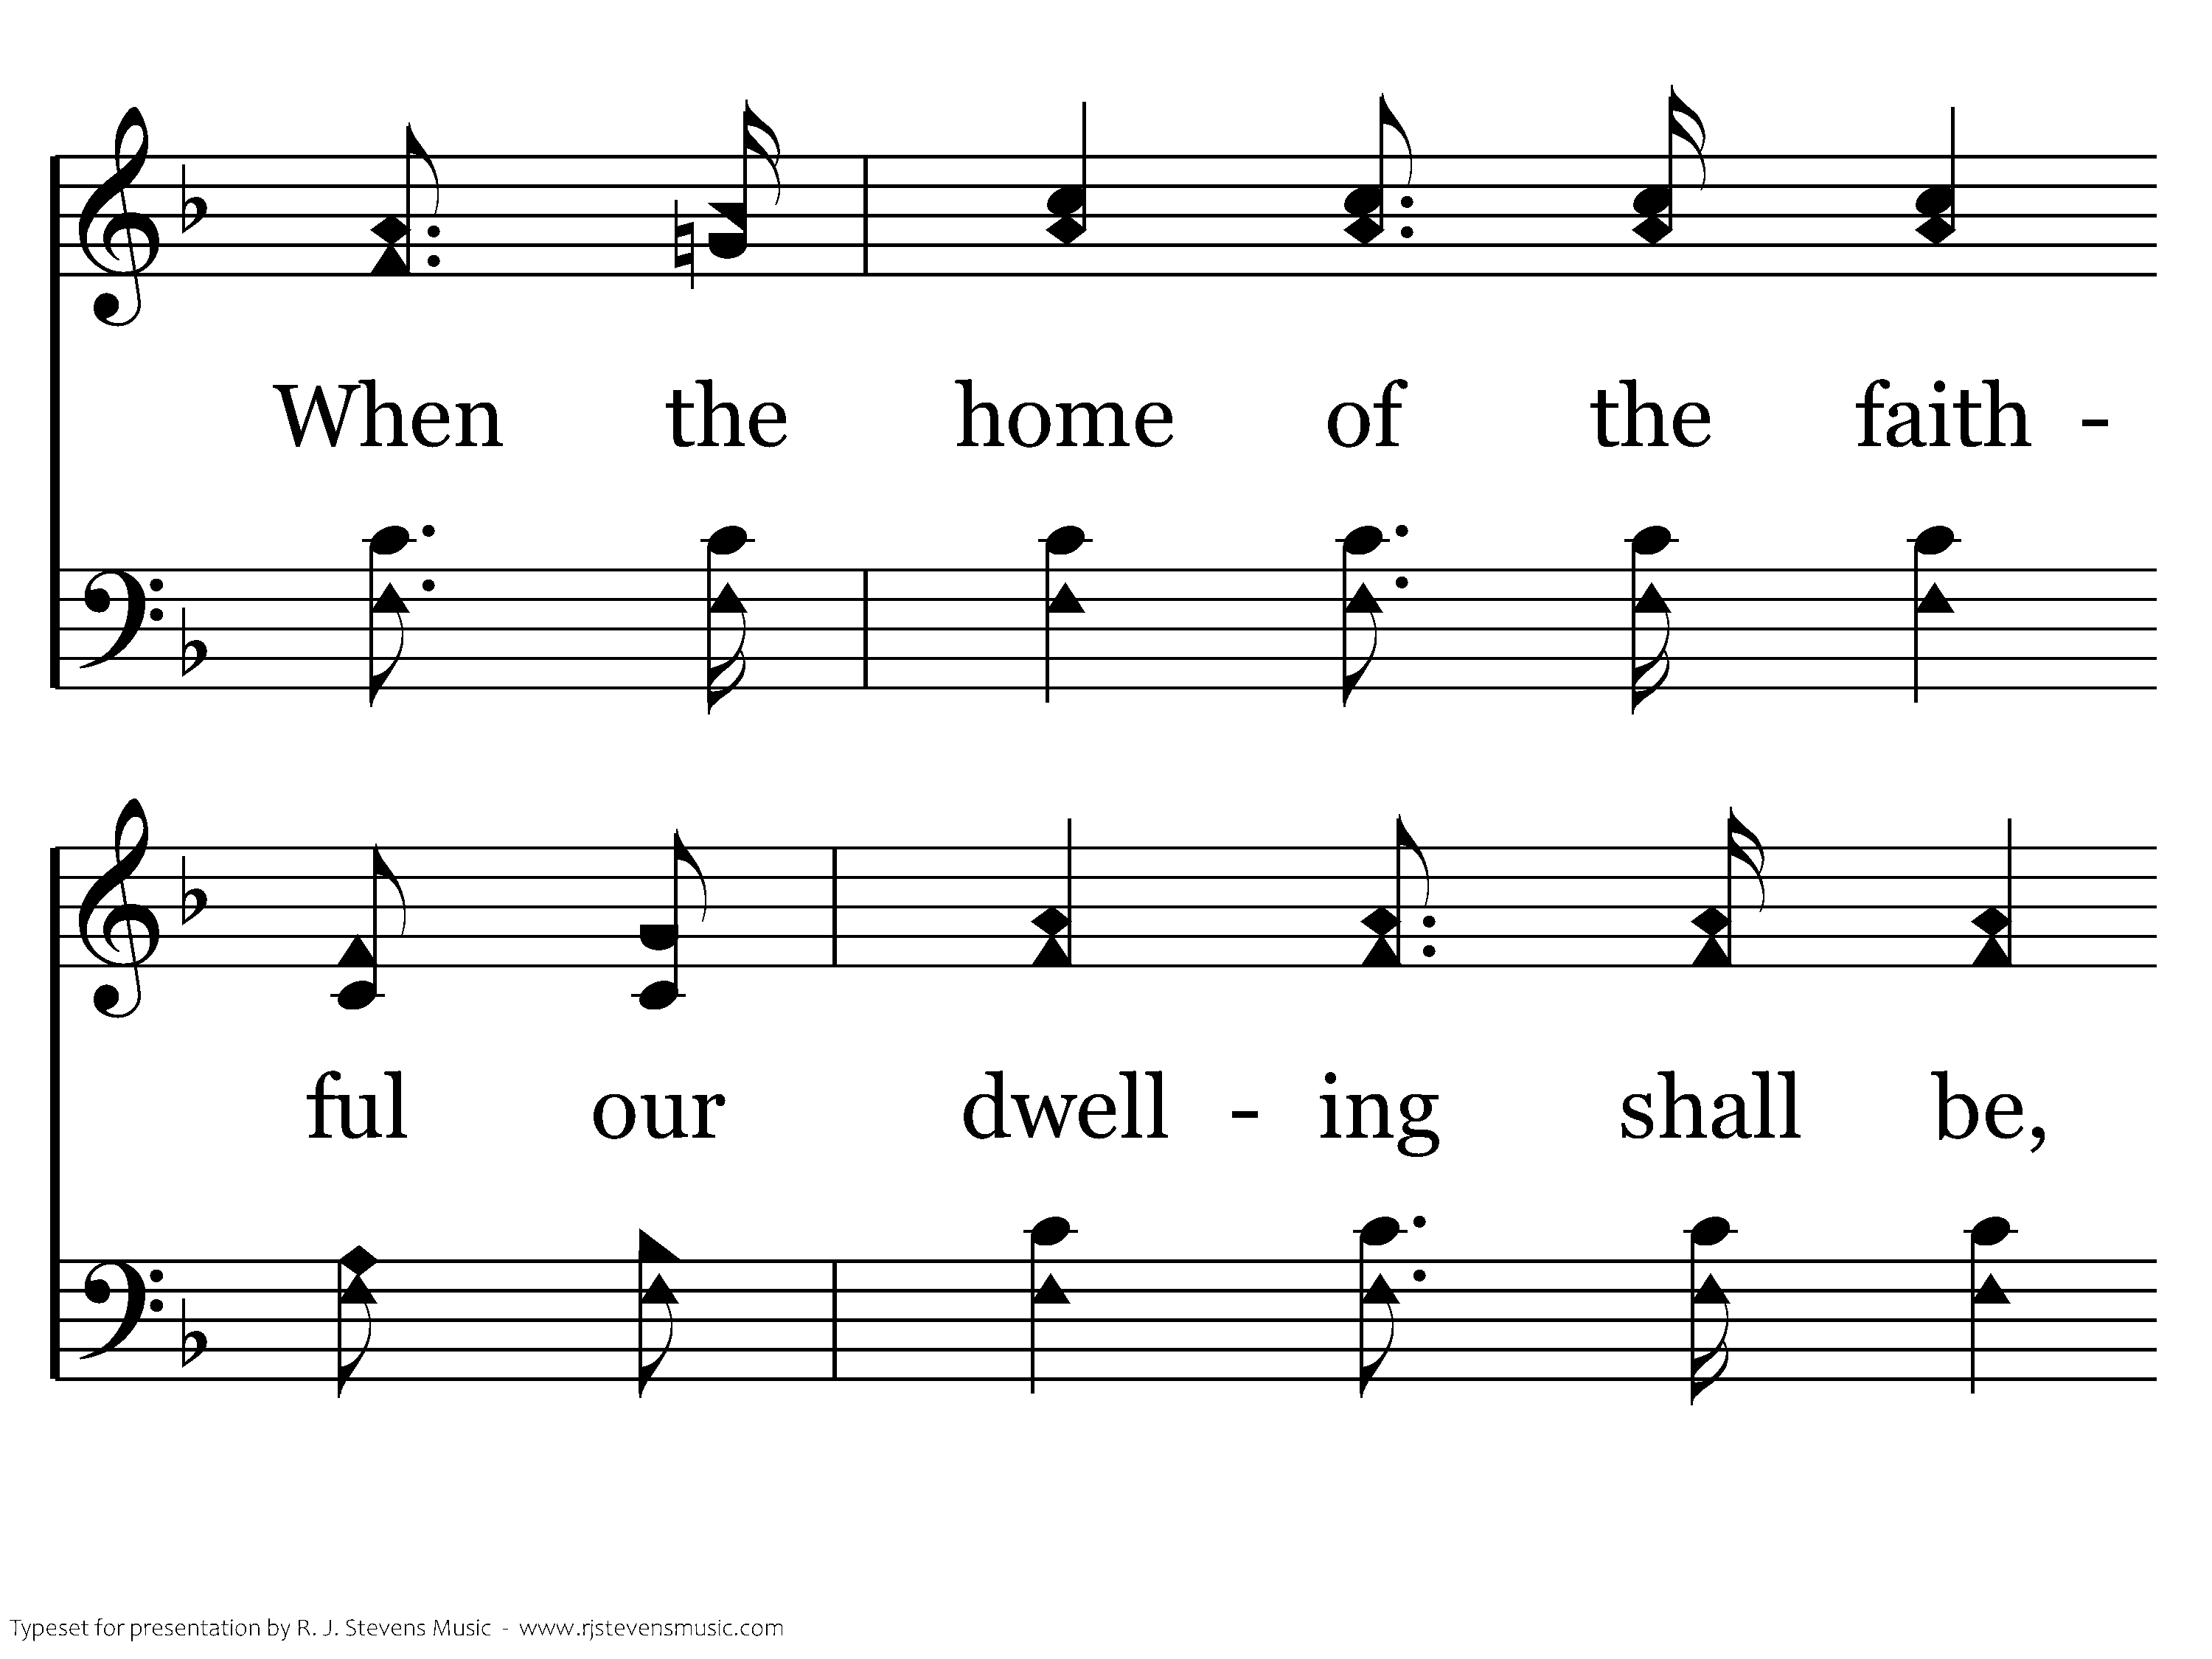 When the home of the faith -
ful our dwell - ing shall be,
Typeset for presentation by R. J. Stevens Music - www.rjstevensmusic.com